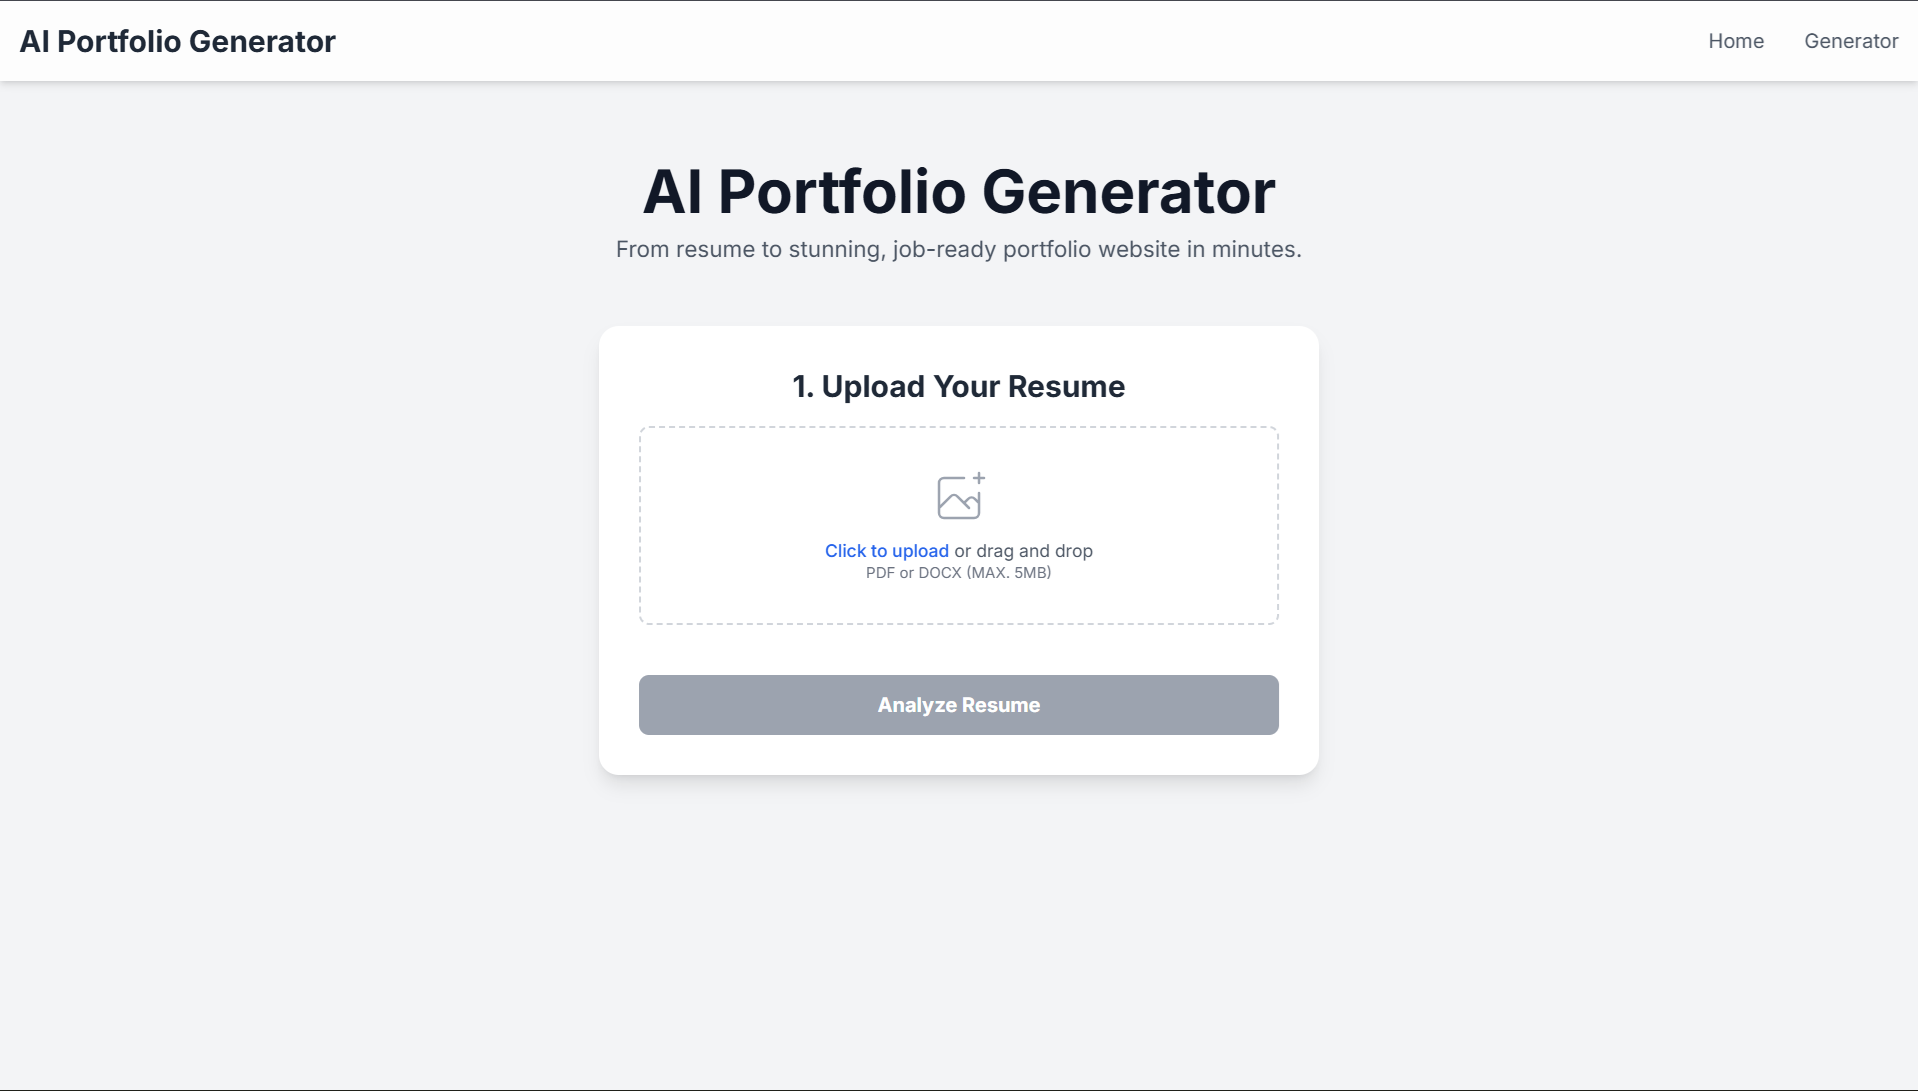 AI Portfolio Generator
Home
Generator
AI Portfolio Generator
From resume to stunning, job-ready portfolio website in minutes.
1. Upload Your Resume
Click to upload or drag and drop
PDF or DOCX (MAX. 5MB)
Analyze Resume